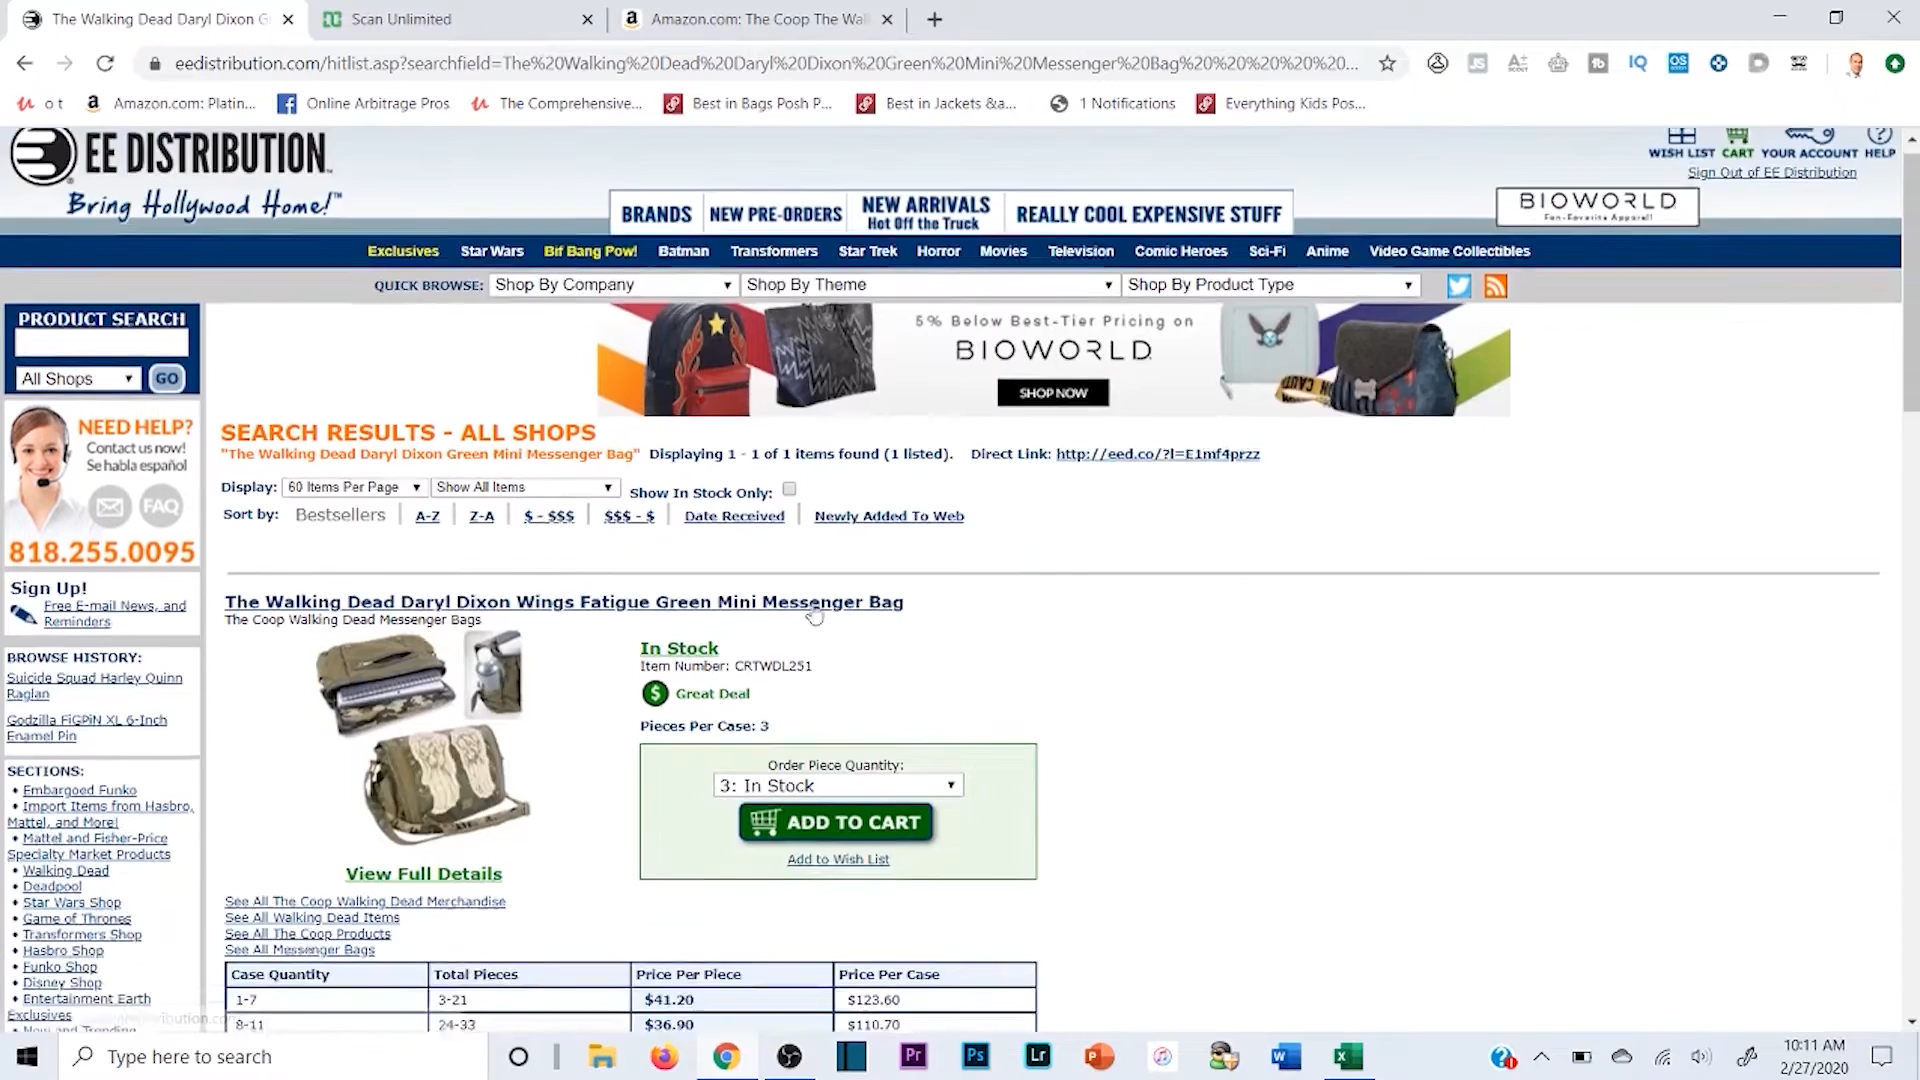 The Walking Dead Daryl Dixon G
Scan Unlimited
Amazon.com: The Coop The Wal
eedistribution.com/hitlist.asp?searchfield=The%20Walking%20Dead%20Daryl%20Dixon%20Green%20Mini%20Messenger%20Bag%20%20%20%20%20...
o t
Amazon.com: Platin...
Online Arbitrage Pros
The Comprehensive...
Best in Bags Posh P...
Best in Jackets &a...
1 Notifications
Everything Kids Pos...
EE DISTRIBUTION
Bring Hollywood Home!™
WISH LIST CART YOUR ACCOUNT HELP
Sign Out of EE Distribution
BRANDS
NEW PRE-ORDERS
NEW ARRIVALS
Hot Off the Truck
REALLY COOL EXPENSIVE STUFF
BIOWORLD
Fan-Favorite Apparel!
Exclusives Star Wars Bif Bang Pow! Batman Transformers Star Trek Horror Movies Television Comic Heroes Sci-Fi Anime Video Game Collectibles
QUICK BROWSE: Shop By Company Shop By Theme Shop By Product Type
PRODUCT SEARCH
All Shops GO
5% Below Best-Tier Pricing on
BIOWORLD
SHOP NOW
NEED HELP?
Contact us now!
Se habla español
FAQ
818.255.0095
SEARCH RESULTS - ALL SHOPS
"The Walking Dead Daryl Dixon Green Mini Messenger Bag" Displaying 1 - 1 of 1 items found (1 listed). Direct Link: http://eed.co/?l=E1mf4przz
Display: 60 Items Per Page Show All Items Show In Stock Only:
Sort by: Bestsellers A-Z Z-A $ - $$$ $$$ - $ Date Received Newly Added To Web
Sign Up!
Free E-mail News, and
Reminders
BROWSE HISTORY:
Suicide Squad Harley Quinn
Raglan
Godzilla FiGPiN XL 6-Inch
Enamel Pin
SECTIONS:
• Embargoed Funko
• Import Items from Hasbro,
Mattel, and More!
• Mattel and Fisher-Price
Specialty Market Products
• Walking Dead
• Deadpool
• Star Wars Shop
• Game of Thrones
• Transformers Shop
• Hasbro Shop
• Funko Shop
• Disney Shop
• Entertainment Earth
Exclusives
• New and Trending
The Walking Dead Daryl Dixon Wings Fatigue Green Mini Messenger Bag
The Coop Walking Dead Messenger Bags
In Stock
Item Number: CRTWDL251
$ Great Deal
Pieces Per Case: 3
Order Piece Quantity:
3: In Stock
ADD TO CART
Add to Wish List
View Full Details
See All The Coop Walking Dead Merchandise
See All Walking Dead Items
See All The Coop Products
See All Messenger Bags
Case Quantity Total Pieces Price Per Piece Price Per Case
1-7 3-21 $41.20 $123.60
8-11 24-33 $36.90 $110.70
Type here to search
10:11 AM
2/27/2020